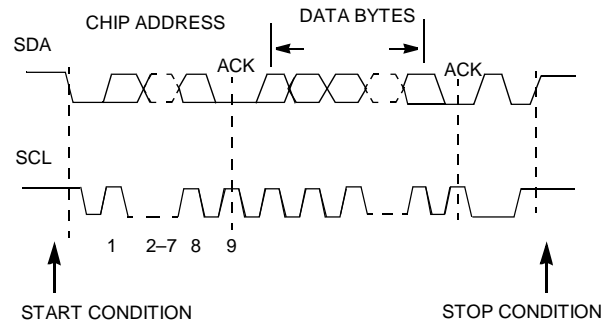 CHIP ADDRESS
DATA BYTES
SDA
ACK
ACK
SCL
1
2–7
8
9
START CONDITION
STOP CONDITION